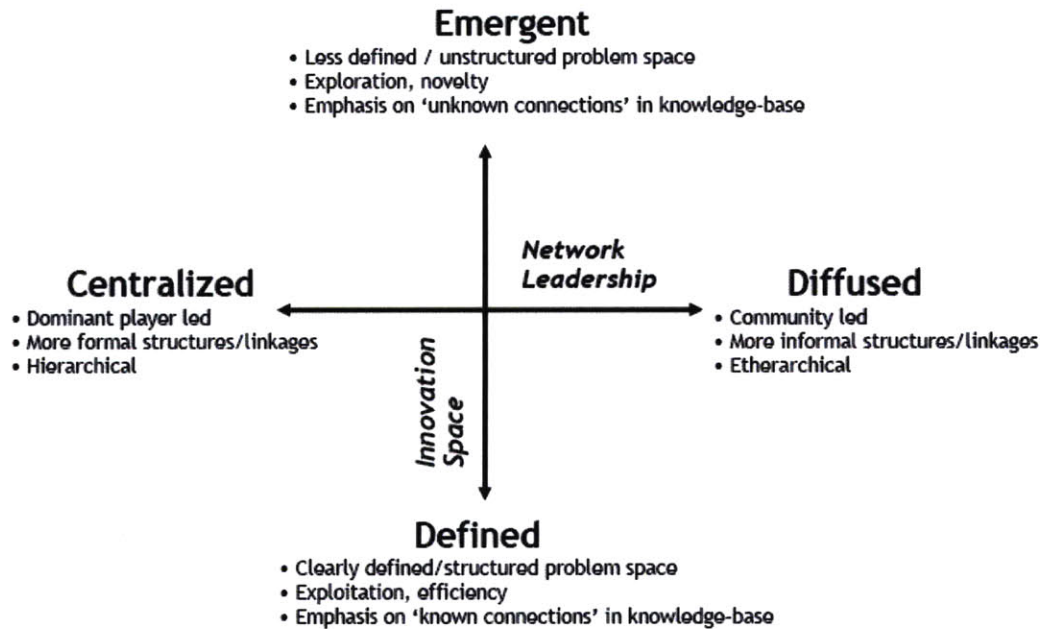 Emergent
• Less defined / unstructured problem space
• Exploration, novelty
• Emphasis on ‘unknown connections’ in knowledge-base
Network
Leadership
Centralized
• Dominant player led
• More formal structures/linkages
• Hierarchical
Diffused
• Community led
• More informal structures/linkages
• Etherarchical
Innovation
Space
Defined
• Clearly defined/structured problem space
• Exploitation, efficiency
• Emphasis on ‘known connections’ in knowledge-base